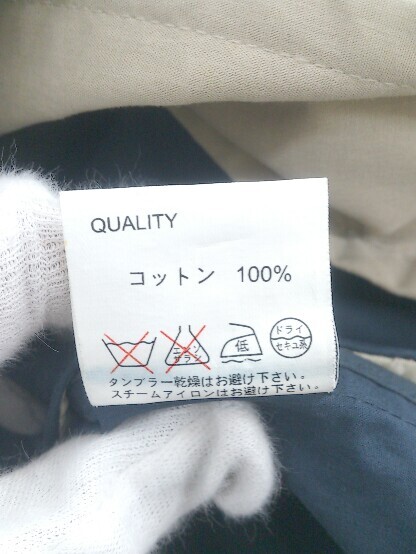 QUALITY
コットン 100%
エンソ
サラシ
低
ドライ
セキユ系
タンブラー乾燥はお避け下さい。
スチームアイロンはお避け下さい。